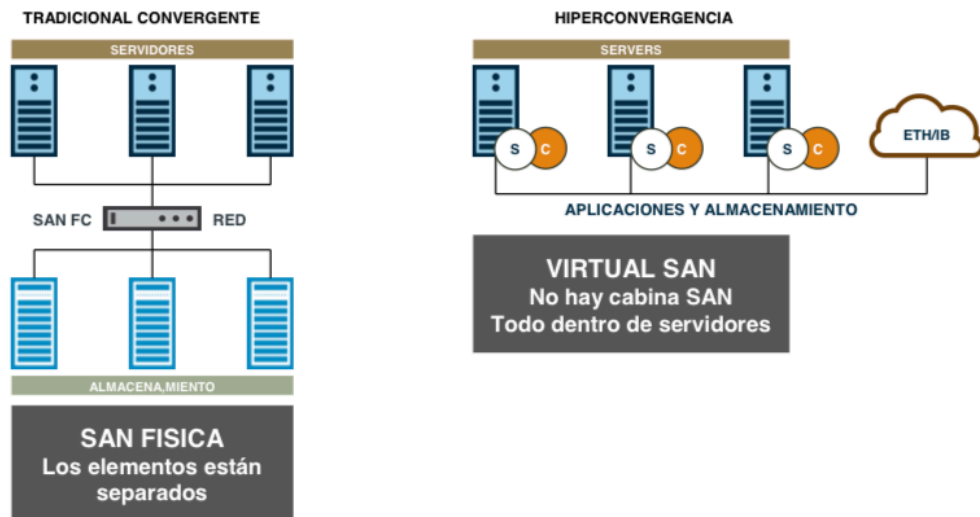 TRADICIONAL CONVERGENTE
SERVIDORES
SAN FC
RED
ALMACENA,MIENTO
SAN FISICA
Los elementos están
separados
HIPERCONVERGENCIA
SERVERS
S
C
S
C
S
C
ETH/IB
APLICACIONES Y ALMACENAMIENTO
VIRTUAL SAN
No hay cabina SAN
Todo dentro de servidores